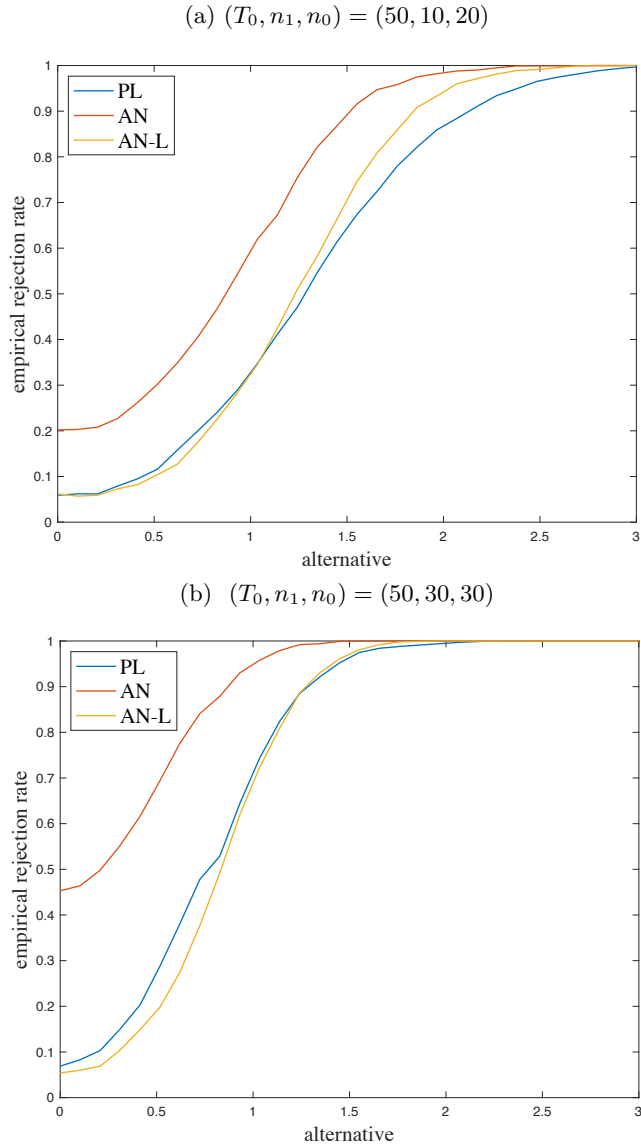 (a) (T₀, n₁, n₀) = (50, 10, 20)
1
0.9
0.8
0.7
0.6
0.5
0.4
0.3
0.2
0.1
0
empirical rejection rate
PL
AN
AN-L
0 0.5 1 1.5 2 2.5 3
alternative
(b) (T₀, n₁, n₀) = (50, 30, 30)
1
0.9
0.8
0.7
0.6
0.5
0.4
0.3
0.2
0.1
0
empirical rejection rate
PL
AN
AN-L
0 0.5 1 1.5 2 2.5 3
alternative